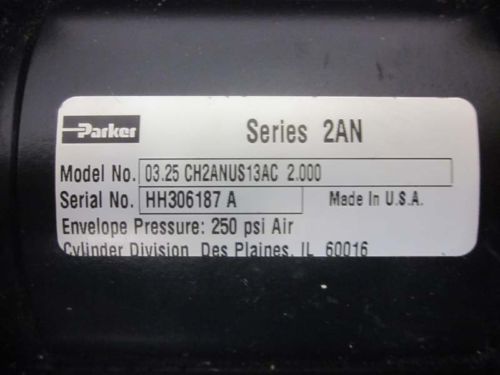 Parker Series 2AN
Model No. 03.25 CH2ANUS13AC 2.000
Serial No. HH306187 A Made in U.S.A.
Envelope Pressure: 250 psi Air
Cylinder Division Des Plaines, IL 60016